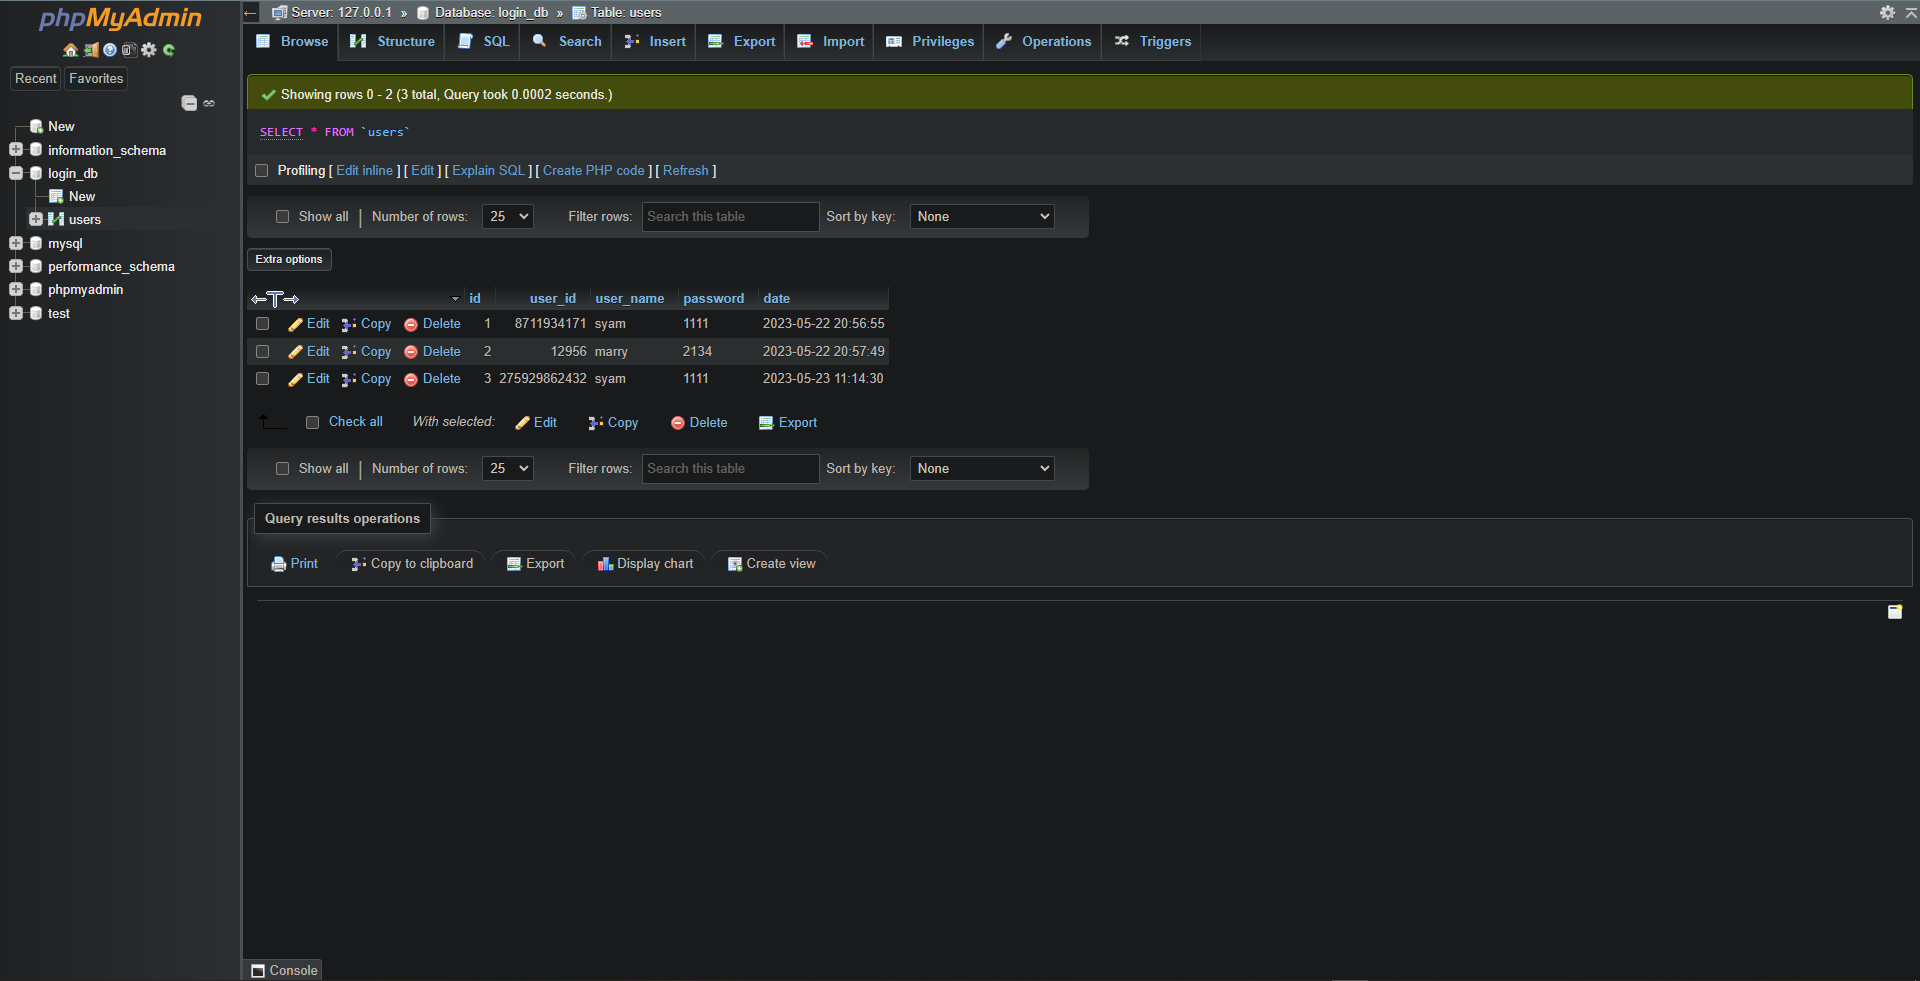 phpMyAdmin
Recent Favorites
New
information_schema
login_db
New
users
mysql
performance_schema
phpmyadmin
test
Server: 127.0.0.1 » Database: login_db » Table: users
Browse Structure SQL Search Insert Export Import Privileges Operations Triggers
Showing rows 0 - 2 (3 total, Query took 0.0002 seconds.)
SELECT * FROM `users`
Profiling [ Edit inline ] [ Edit ] [ Explain SQL ] [ Create PHP code ] [ Refresh ]
Show all | Number of rows: 25 Filter rows: Search this table Sort by key: None
Extra options
←T→ id user_id user_name password date
Edit Copy Delete 1 8711934171 syam 1111 2023-05-22 20:56:55
Edit Copy Delete 2 12956 marry 2134 2023-05-22 20:57:49
Edit Copy Delete 3 275929862432 syam 1111 2023-05-23 11:14:30
Check all With selected: Edit Copy Delete Export
Show all | Number of rows: 25 Filter rows: Search this table Sort by key: None
Query results operations
Print Copy to clipboard Export Display chart Create view
Console